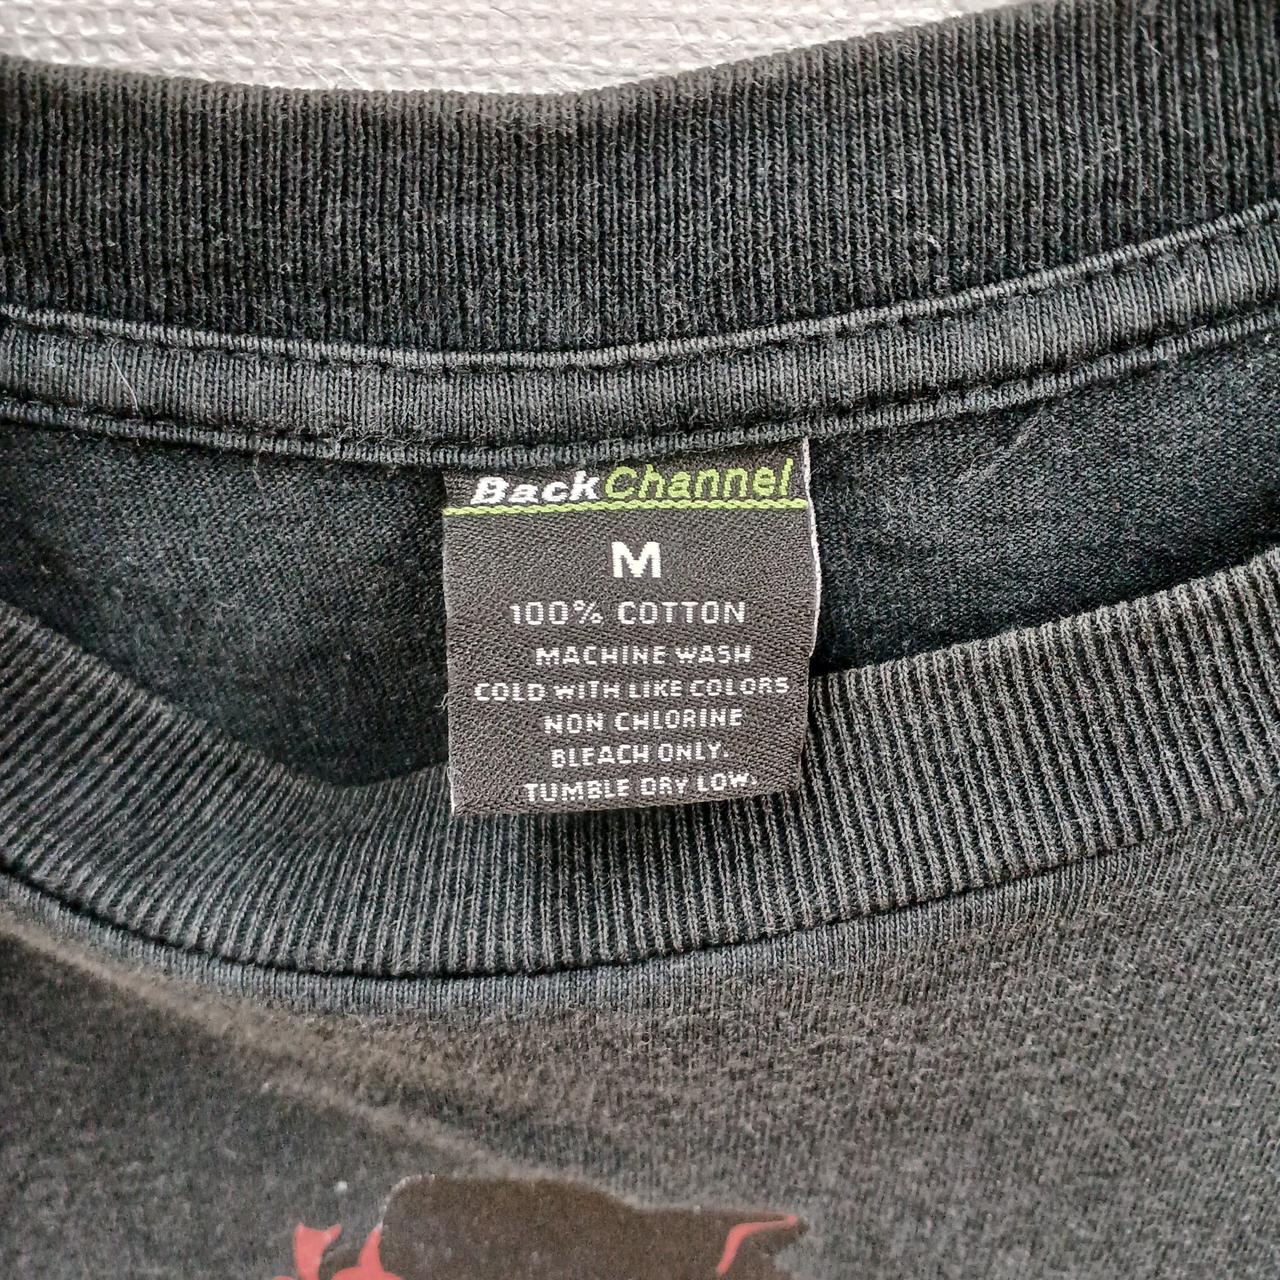 BackChannel
M
100% COTTON
MACHINE WASH
COLD WITH LIKE COLORS
NON CHLORINE
BLEACH ONLY.
TUMBLE DRY LOW.